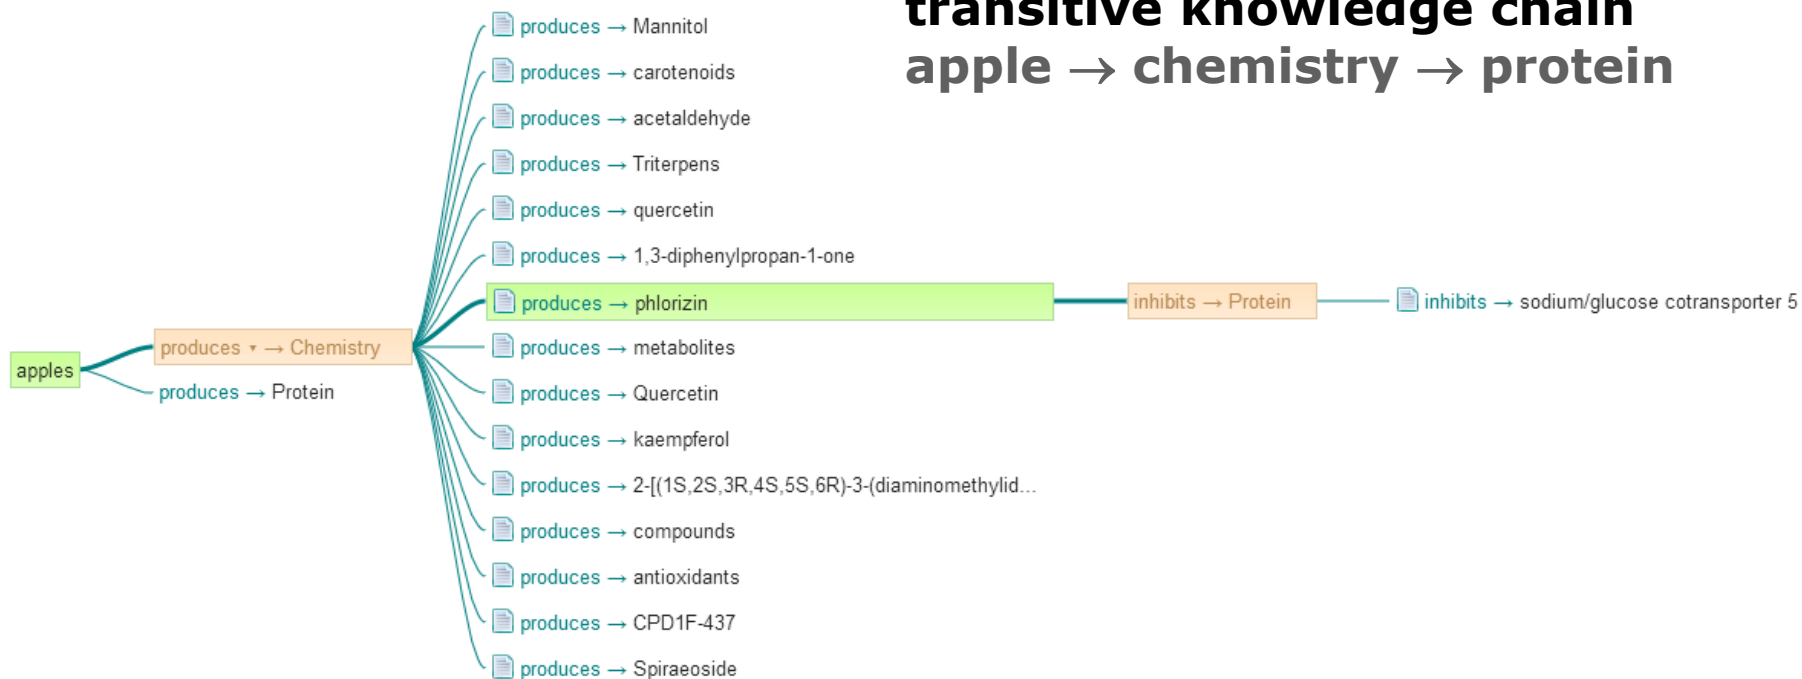 transitive knowledge chain
apple → chemistry → protein
produces → Mannitol
produces → carotenoids
produces → acetaldehyde
produces → Triterpens
produces → quercetin
produces → 1,3-diphenylpropan-1-one
produces → phlorizin
inhibits → Protein
inhibits → sodium/glucose cotransporter 5
apples
produces ▾ → Chemistry
produces → Protein
produces → metabolites
produces → Quercetin
produces → kaempferol
produces → 2-[(1S,2S,3R,4S,5S,6R)-3-(diaminomethylid...
produces → compounds
produces → antioxidants
produces → CPD1F-437
produces → Spiraeoside